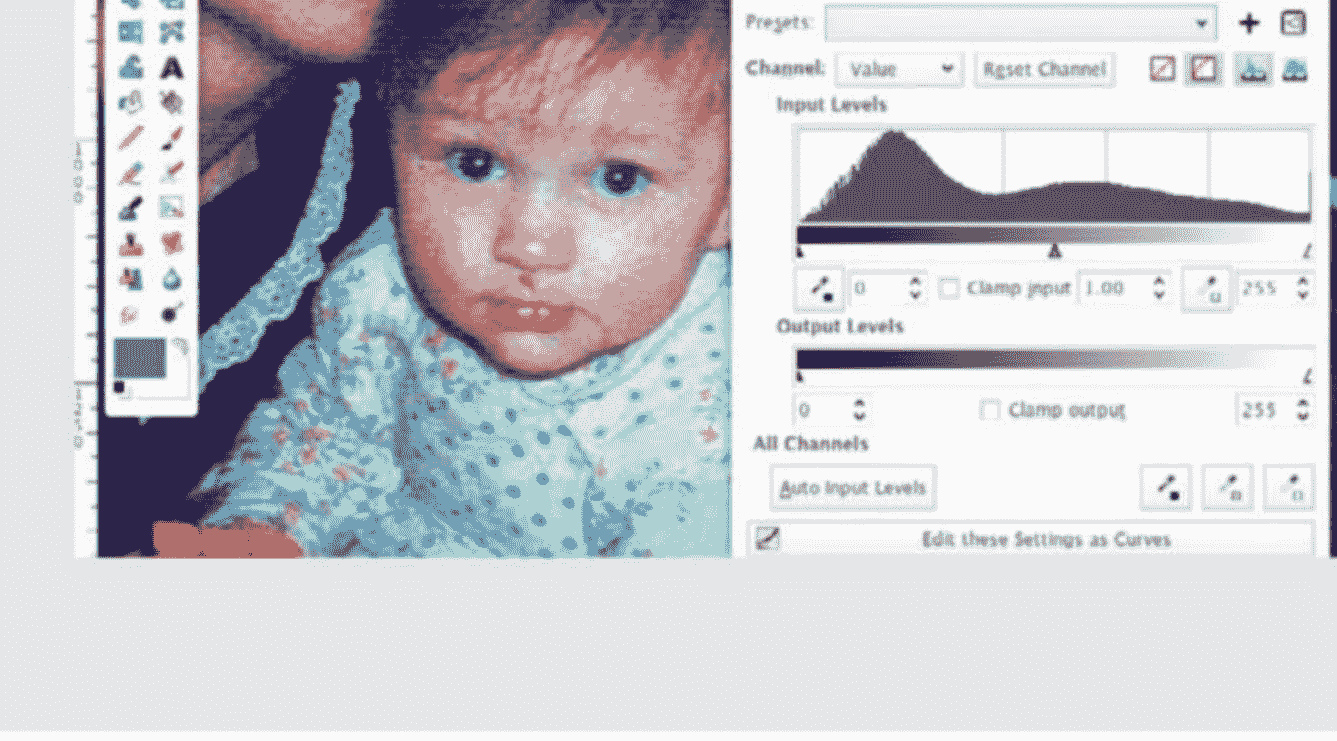 Presets:
Channel: Value Reset Channel
Input Levels
0 Clamp input 1.00 255
Output Levels
0 Clamp output 255
All Channels
Auto Input Levels
Edit these Settings as Curves